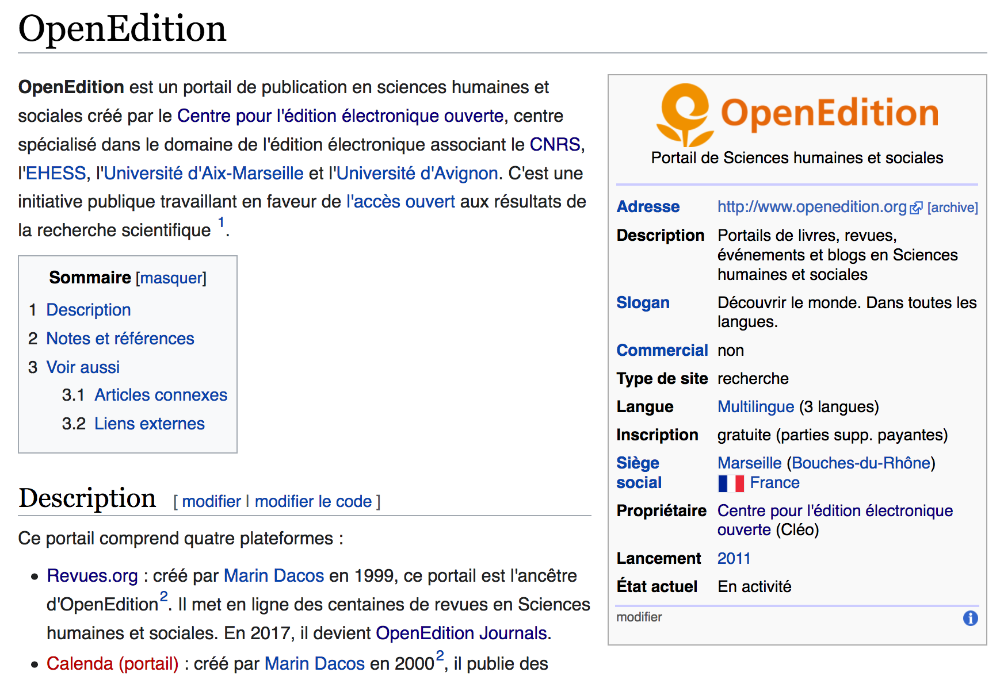 OpenEdition
OpenEdition est un portail de publication en sciences humaines et
sociales créé par le Centre pour l'édition électronique ouverte, centre
spécialisé dans le domaine de l'édition électronique associant le CNRS,
l'EHESS, l'Université d'Aix-Marseille et l'Université d'Avignon. C'est une
initiative publique travaillant en faveur de l'accès ouvert aux résultats de
la recherche scientifique 1.
Sommaire [masquer]
1 Description
2 Notes et références
3 Voir aussi
3.1 Articles connexes
3.2 Liens externes
Description [ modifier | modifier le code ]
Ce portail comprend quatre plateformes :
• Revues.org : créé par Marin Dacos en 1999, ce portail est l'ancêtre
d'OpenEdition2. Il met en ligne des centaines de revues en Sciences
humaines et sociales. En 2017, il devient OpenEdition Journals.
• Calenda (portail) : créé par Marin Dacos en 20002, il publie des
OpenEdition
Portail de Sciences humaines et sociales
Adresse http://www.openedition.org [archive]
Description Portails de livres, revues,
événements et blogs en Sciences
humaines et sociales
Slogan Découvrir le monde. Dans toutes les
langues.
Commercial non
Type de site recherche
Langue Multilingue (3 langues)
Inscription gratuite (parties supp. payantes)
Siège Marseille (Bouches-du-Rhône)
social France
Propriétaire Centre pour l'édition électronique
ouverte (Cléo)
Lancement 2011
État actuel En activité
modifier